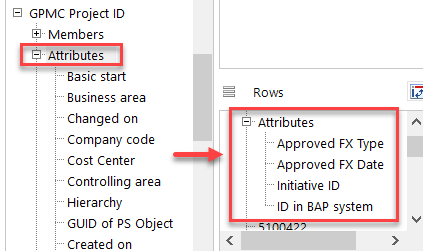 GPMC Project ID
Members
Attributes
Basic start
Business area
Changed on
Company code
Cost Center
Controlling area
Hierarchy
GUID of PS Object
Created on
Rows
Attributes
Approved FX Type
Approved FX Date
Initiative ID
ID in BAP system
5100422